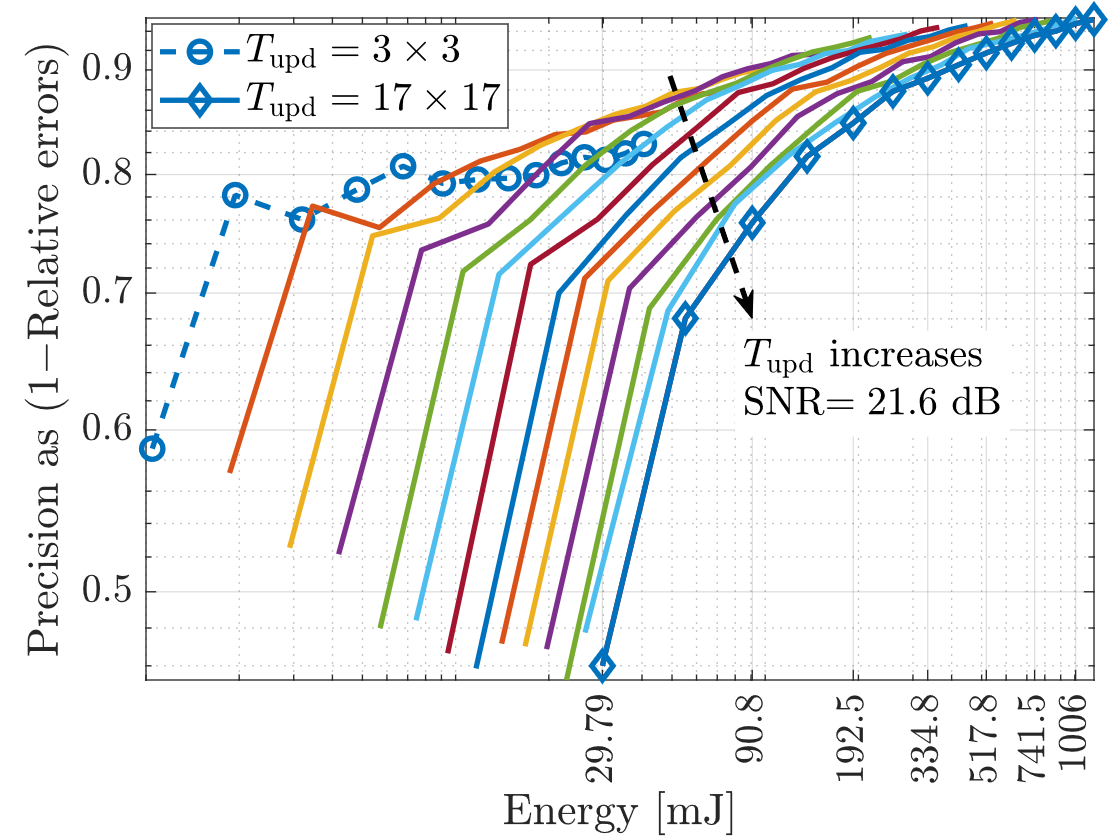 T_upd = 3 × 3
T_upd = 17 × 17
0.9
0.8
0.7
0.6
0.5
Precision as (1−Relative errors)
T_upd increases
SNR= 21.6 dB
29.79
90.8
192.5
334.8
517.8
741.5
1006
Energy [mJ]